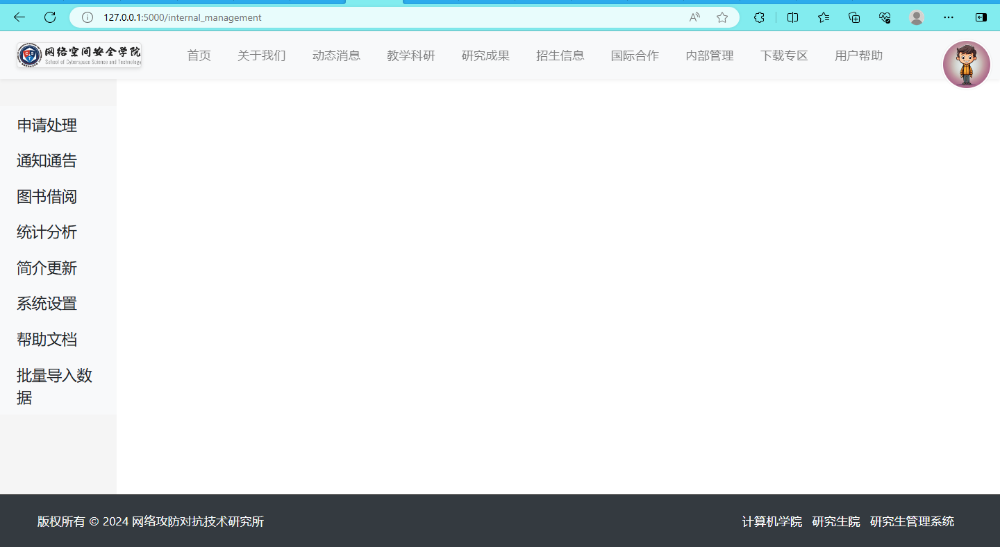 127.0.0.1:5000/internal_management
网络空间安全学院
School of Cyberspace Science and Technology
首页 关于我们 动态消息 教学科研 研究成果 招生信息 国际合作 内部管理 下载专区 用户帮助
申请处理
通知通告
图书借阅
统计分析
简介更新
系统设置
帮助文档
批量导入数
据
版权所有 © 2024 网络攻防对抗技术研究所
计算机学院 研究生院 研究生管理系统